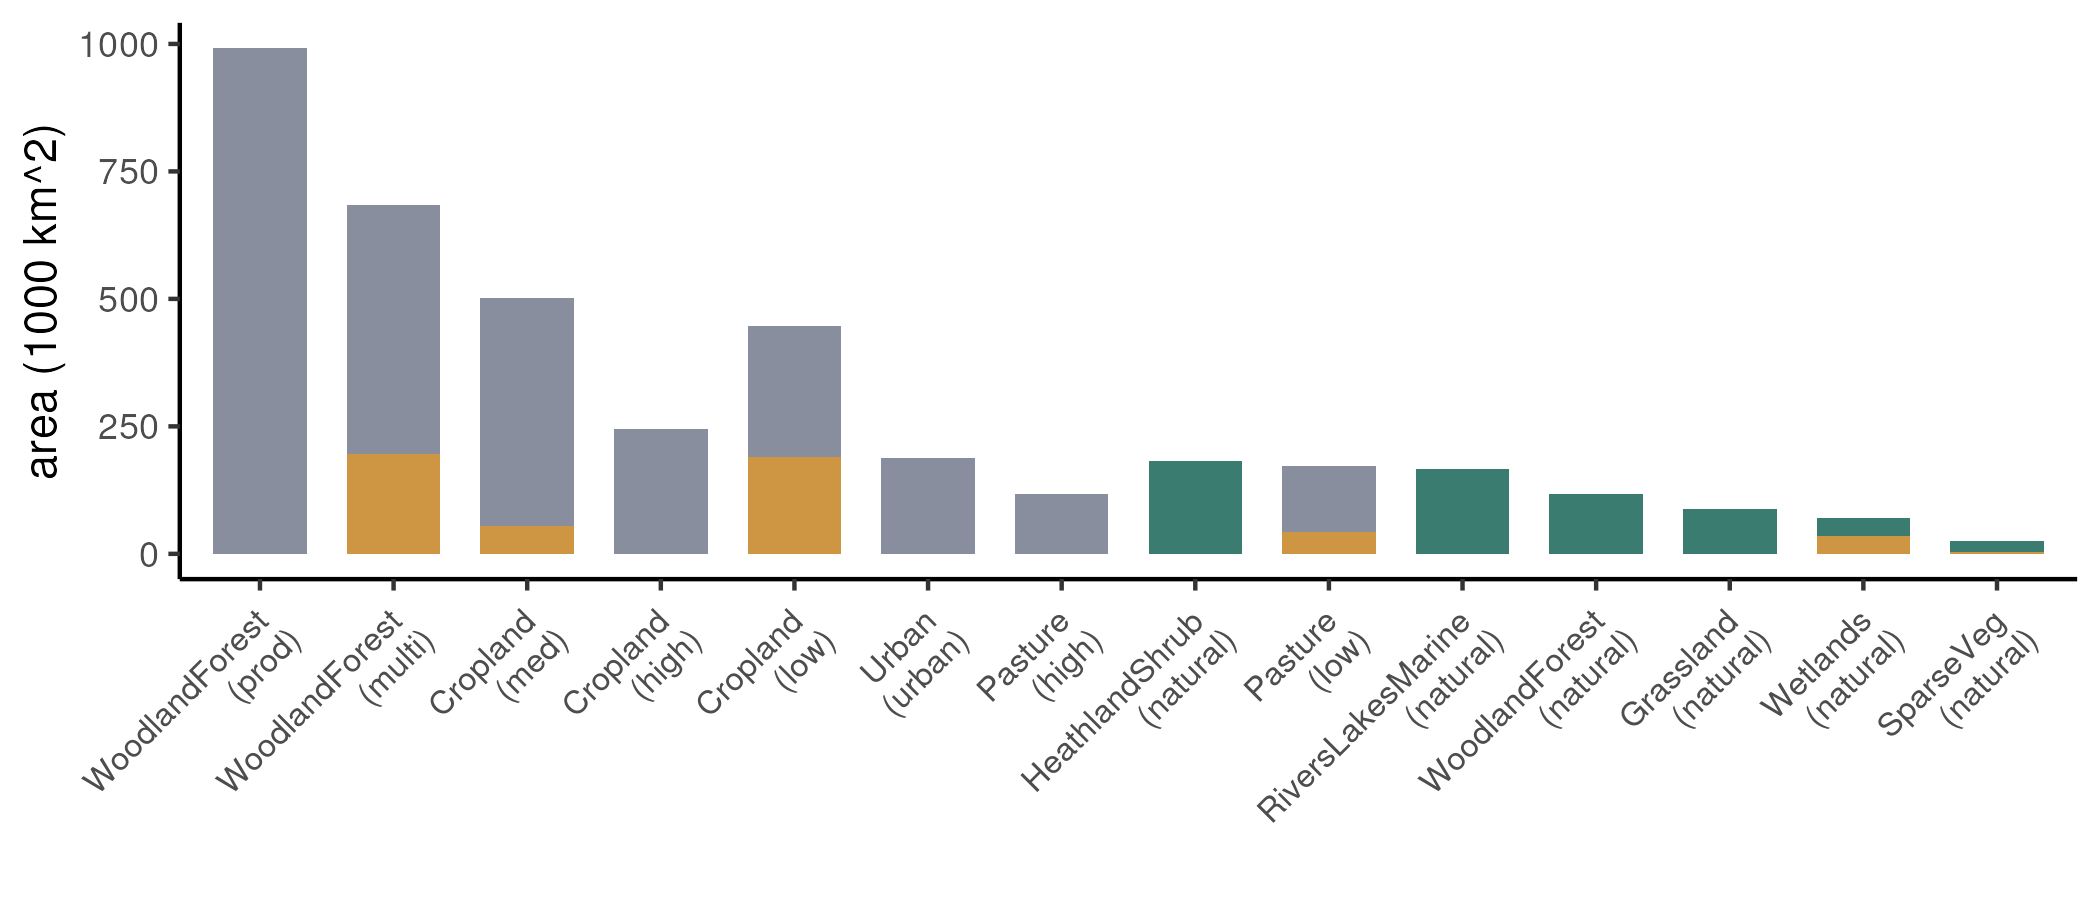 area (1000 km^2)
1000
750
500
250
0
WoodlandForest
(prod)
WoodlandForest
(multi)
Cropland
(med)
Cropland
(high)
Cropland
(low)
Urban
(urban)
Pasture
(high)
HeathlandShrub
(natural)
Pasture
(low)
RiversLakesMarine
(natural)
WoodlandForest
(natural)
Grassland
(natural)
Wetlands
(natural)
SparseVeg
(natural)